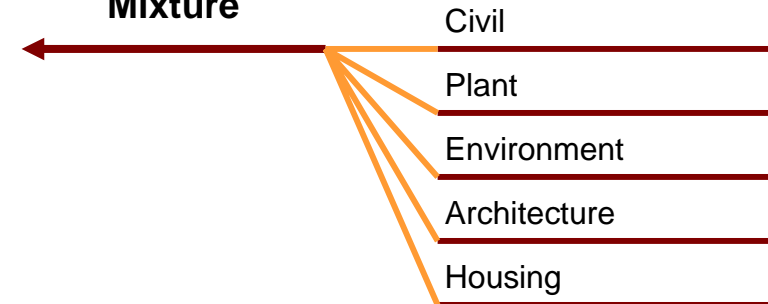 Mixture
Civil
Plant
Environment
Architecture
Housing